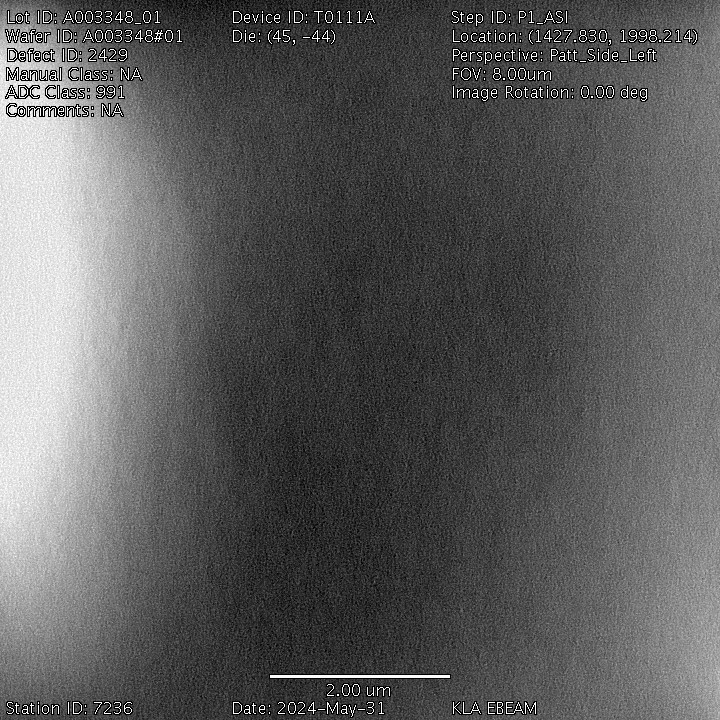 Lot ID: A003348_01
Wafer ID: A003348#01
Defect ID: 2429
Manual Class: NA
ADC Class: 991
Comments: NA
Device ID: T0111A
Die: (45, -44)
Step ID: P1_ASI
Location: (1427.830, 1998.214)
Perspective: Patt_Side_Left
FOV: 8.00um
Image Rotation: 0.00 deg
2.00 um
Station ID: 7236
Date: 2024-May-31
KLA EBEAM